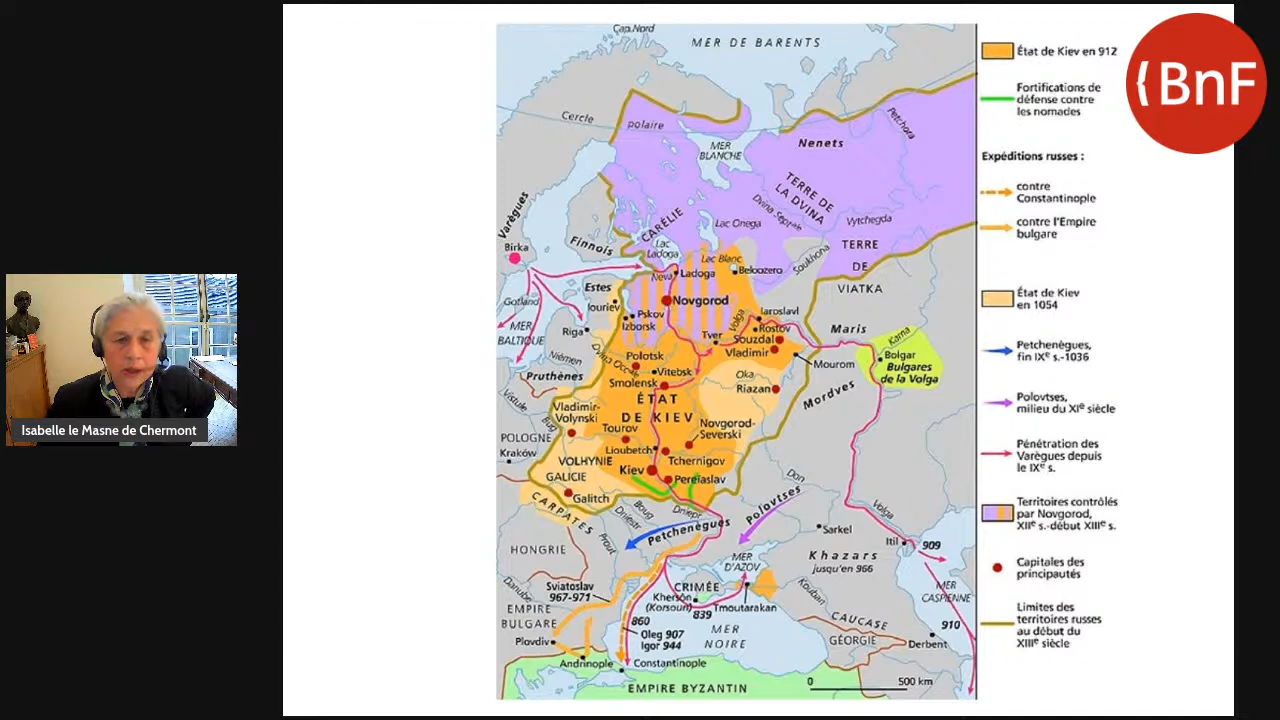 {BnF
Isabelle le Masne de Chermont
Cap Nord
MER DE BARENTS
Cercle
polaire
MER
BLANCHE
Nenets
Petchora
TERRE DE
LA DVINA
Dvina Septale
Vytchegda
Varègues
Birka
Finnois
CARÉLIE
Lac
Ladoga
Lac Onega
Lac Blanc
Beloozero
Soukhona
TERRE
DE
VIATKA
Neva
Ladoga
Estes
Iouriev
Novgorod
Gotland
Pskov
Izborsk
Riga
MER
BALTIQUE
Tver
Volga
Iaroslavl
Rostov
Souzdal
Vladimir
Maris
Kama
Bolgar
Bulgares
de la Volga
Niémen
Dvina Occale
Polotsk
Vitebsk
Smolensk
Pruthènes
Vistule
Oka
Riazan
Mourom
Mordves
ÉTAT
DE KIEV
Vladimir-
Volynski
Bug
Tourov
Novgorod-
Severski
POLOGNE
Kraków
Lioubetch
Tchernigov
VOLHYNIE
GALICIE
Kiev
Pereïaslav
Galitch
CARPATES
Boug
Dniestr
Dniepr
Prout
Don
Petchenègues
Polovtses
Sarkel
Volga
Itil
909
HONGRIE
Khazars
jusqu'en 966
MER
D'AZOV
Danube
Sviatoslav
967-971
CRIMÉE
Kherson
(Korsoun)
839
Tmoutarakan
Kouban
MER
CASPIENNE
EMPIRE
BULGARE
860
Oleg 907
Igor 944
MER
NOIRE
CAUCASE
GÉORGIE
910
Derbent
Plovdiv
Andrinople
Constantinople
EMPIRE BYZANTIN
0
500 km
État de Kiev en 912
Fortifications de
défense contre
les nomades
Expéditions russes :
contre
Constantinople
contre l'Empire
bulgare
État de Kiev
en 1054
Petchenègues,
fin IXe s.-1036
Polovtses,
milieu du XIe siècle
Pénétration des
Varègues depuis
le IXe s.
Territoires contrôlés
par Novgorod,
XIIe s.-début XIIIe s.
Capitales des
principautés
Limites des
territoires russes
au début du
XIIIe siècle